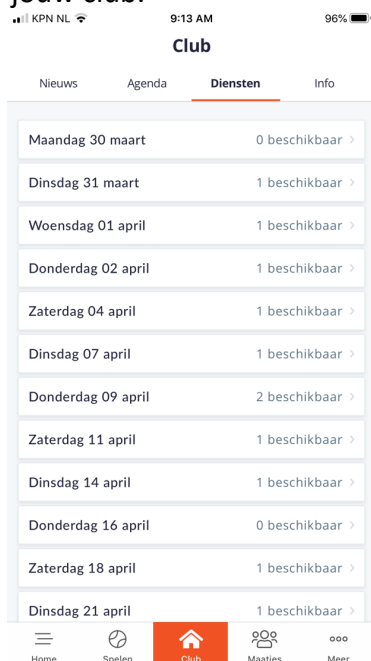 jouw club.
KPN NL 9:13 AM 96%
Club
Nieuws Agenda Diensten Info
Maandag 30 maart 0 beschikbaar
Dinsdag 31 maart 1 beschikbaar
Woensdag 01 april 1 beschikbaar
Donderdag 02 april 1 beschikbaar
Zaterdag 04 april 1 beschikbaar
Dinsdag 07 april 1 beschikbaar
Donderdag 09 april 2 beschikbaar
Zaterdag 11 april 1 beschikbaar
Dinsdag 14 april 1 beschikbaar
Donderdag 16 april 0 beschikbaar
Zaterdag 18 april 1 beschikbaar
Dinsdag 21 april 1 beschikbaar
Home Spelen Club Maatjes Meer